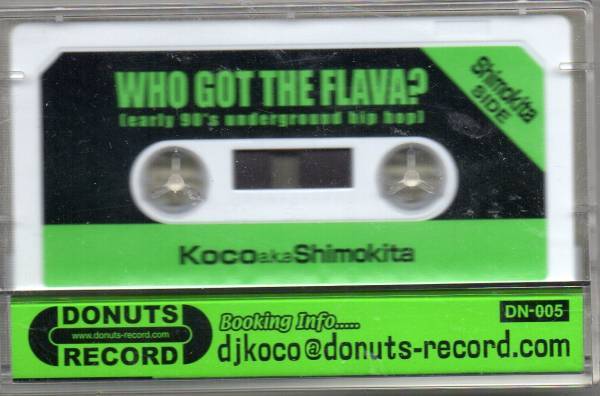 WHO GOT THE FLAVA?
(early 90's underground hip hop)
Shimokita
SIDE
Koco aka Shimokita
DONUTS
www.donuts-record.com
RECORD
Booking Info.....
djkoco@donuts-record.com
DN-005